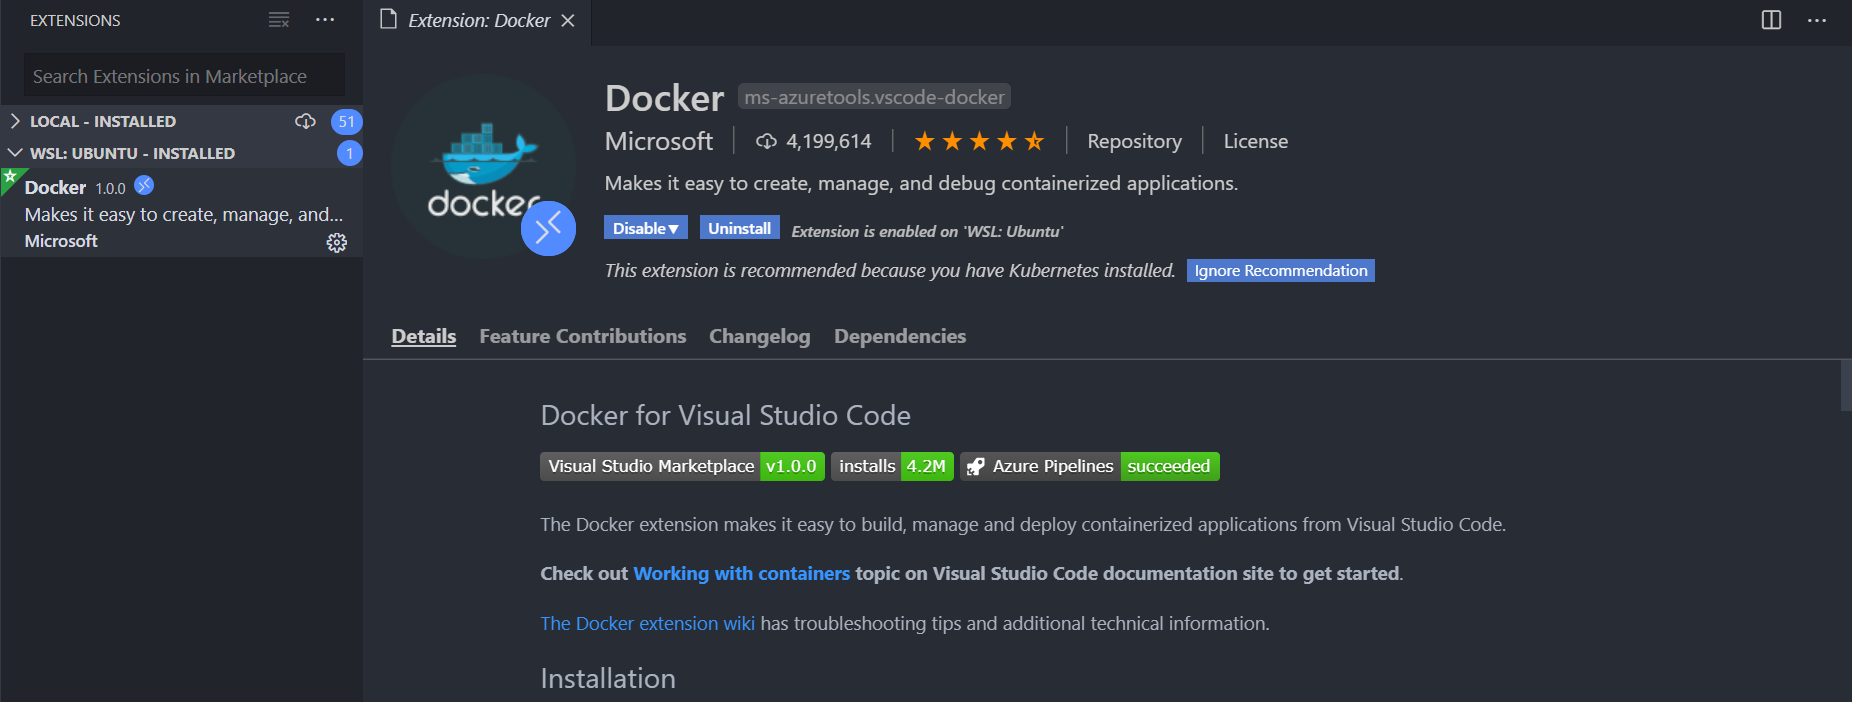 EXTENSIONS
Search Extensions in Marketplace
LOCAL - INSTALLED 51
WSL: UBUNTU - INSTALLED 1
Docker 1.0.0
Makes it easy to create, manage, and...
Microsoft
Extension: Docker
docker
Docker ms-azuretools.vscode-docker
Microsoft 4,199,614 Repository License
Makes it easy to create, manage, and debug containerized applications.
Disable Uninstall Extension is enabled on 'WSL: Ubuntu'
This extension is recommended because you have Kubernetes installed. Ignore Recommendation
Details Feature Contributions Changelog Dependencies
Docker for Visual Studio Code
Visual Studio Marketplace v1.0.0 installs 4.2M Azure Pipelines succeeded
The Docker extension makes it easy to build, manage and deploy containerized applications from Visual Studio Code.
Check out Working with containers topic on Visual Studio Code documentation site to get started.
The Docker extension wiki has troubleshooting tips and additional technical information.
Installation